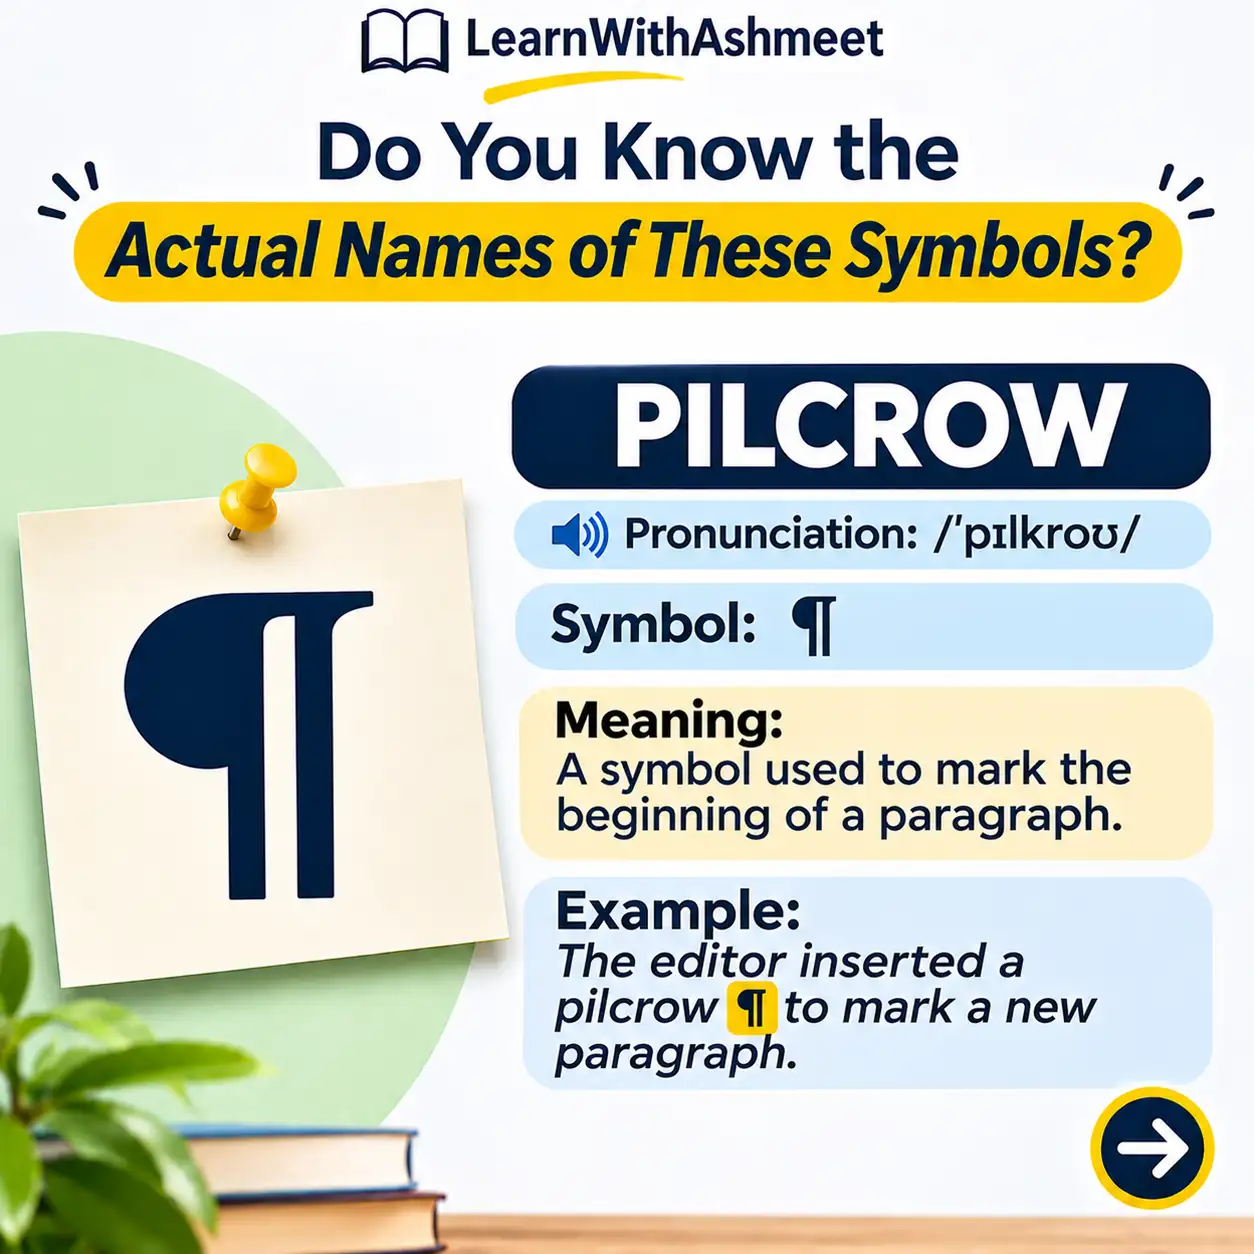 LearnWithAshmeet
Do You Know the
Actual Names of These Symbols?
PILCROW
Pronunciation: /ˈpɪlkroʊ/
Symbol: ¶
Meaning:
A symbol used to mark the
beginning of a paragraph.
Example:
The editor inserted a
pilcrow ¶ to mark a new
paragraph.
¶